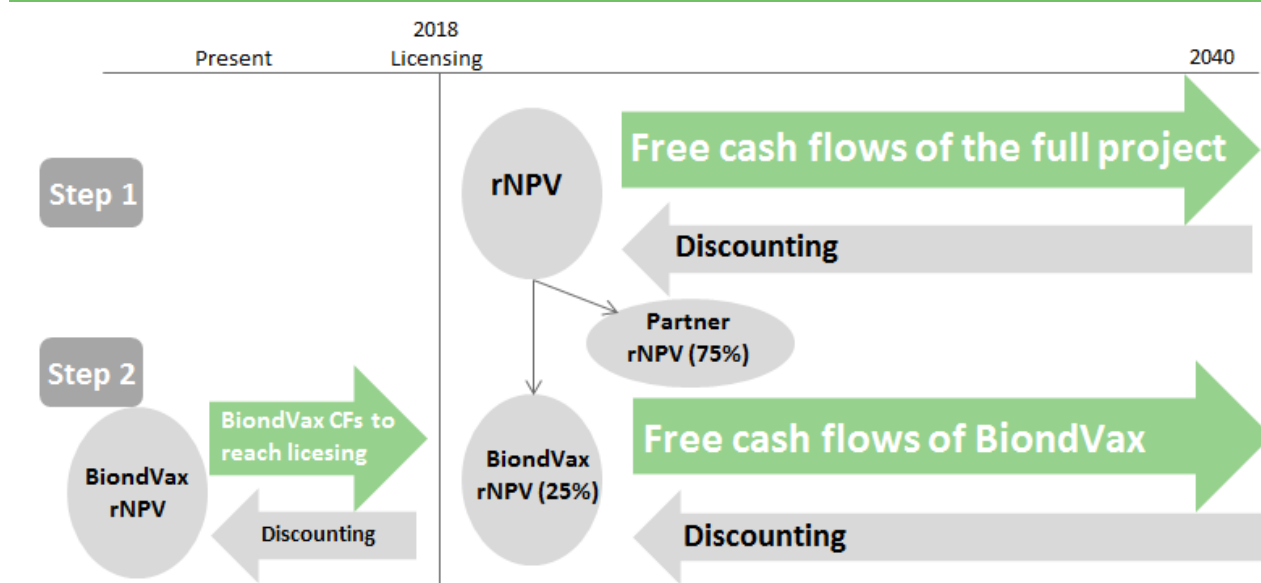 2018
Present
Licensing
2040
Step 1
rNPV
Free cash flows of the full project
Discounting
Partner
rNPV (75%)
Step 2
BiondVax CFs to
reach licesing
BiondVax
rNPV
Discounting
BiondVax
rNPV (25%)
Free cash flows of BiondVax
Discounting